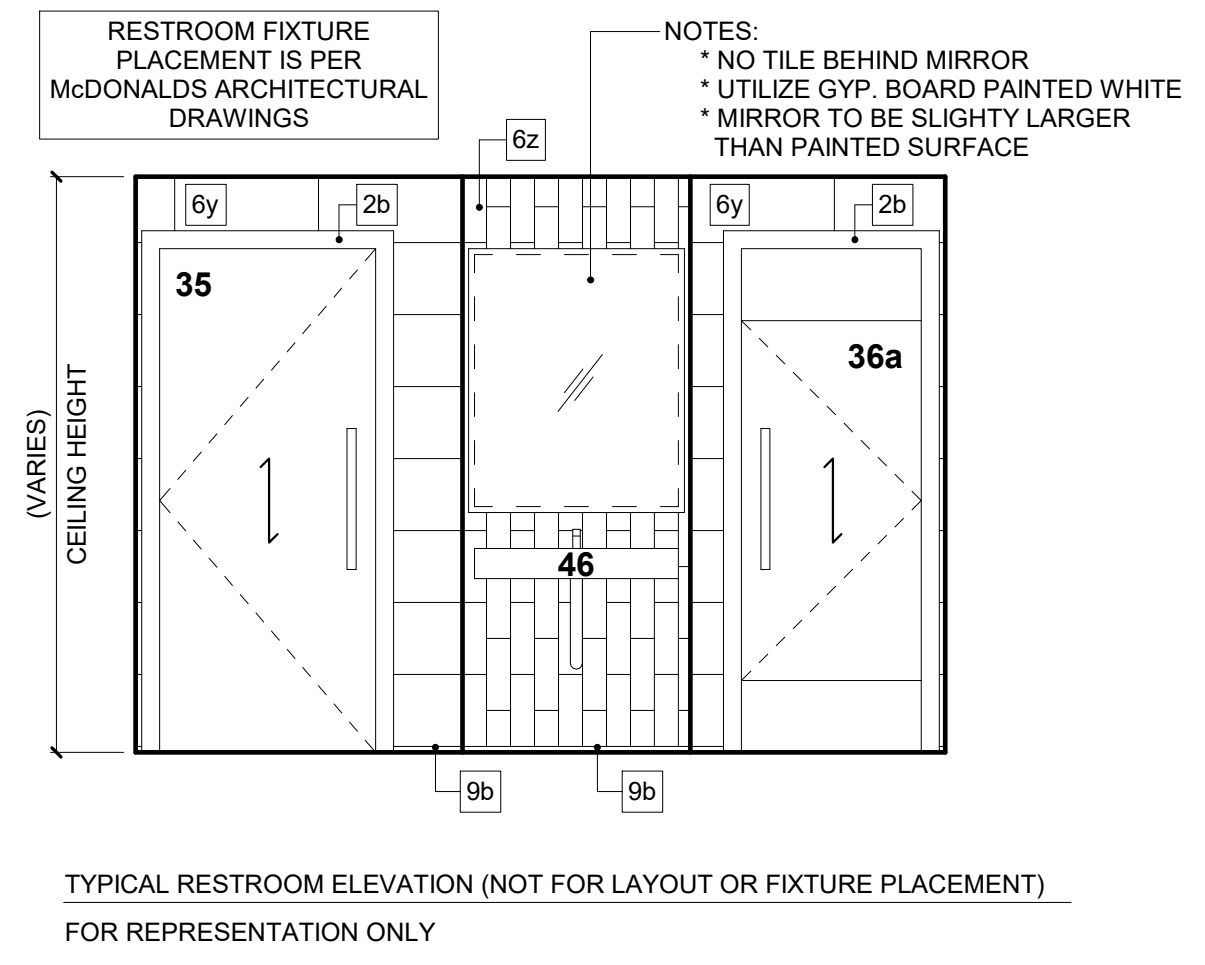 RESTROOM FIXTURE
PLACEMENT IS PER
McDONALDS ARCHITECTURAL
DRAWINGS
NOTES:
* NO TILE BEHIND MIRROR
* UTILIZE GYP. BOARD PAINTED WHITE
* MIRROR TO BE SLIGHTY LARGER
THAN PAINTED SURFACE
6z
6y
2b
6y
2b
35
36a
(VARIES)
CEILING HEIGHT
46
9b
9b
TYPICAL RESTROOM ELEVATION (NOT FOR LAYOUT OR FIXTURE PLACEMENT)
FOR REPRESENTATION ONLY